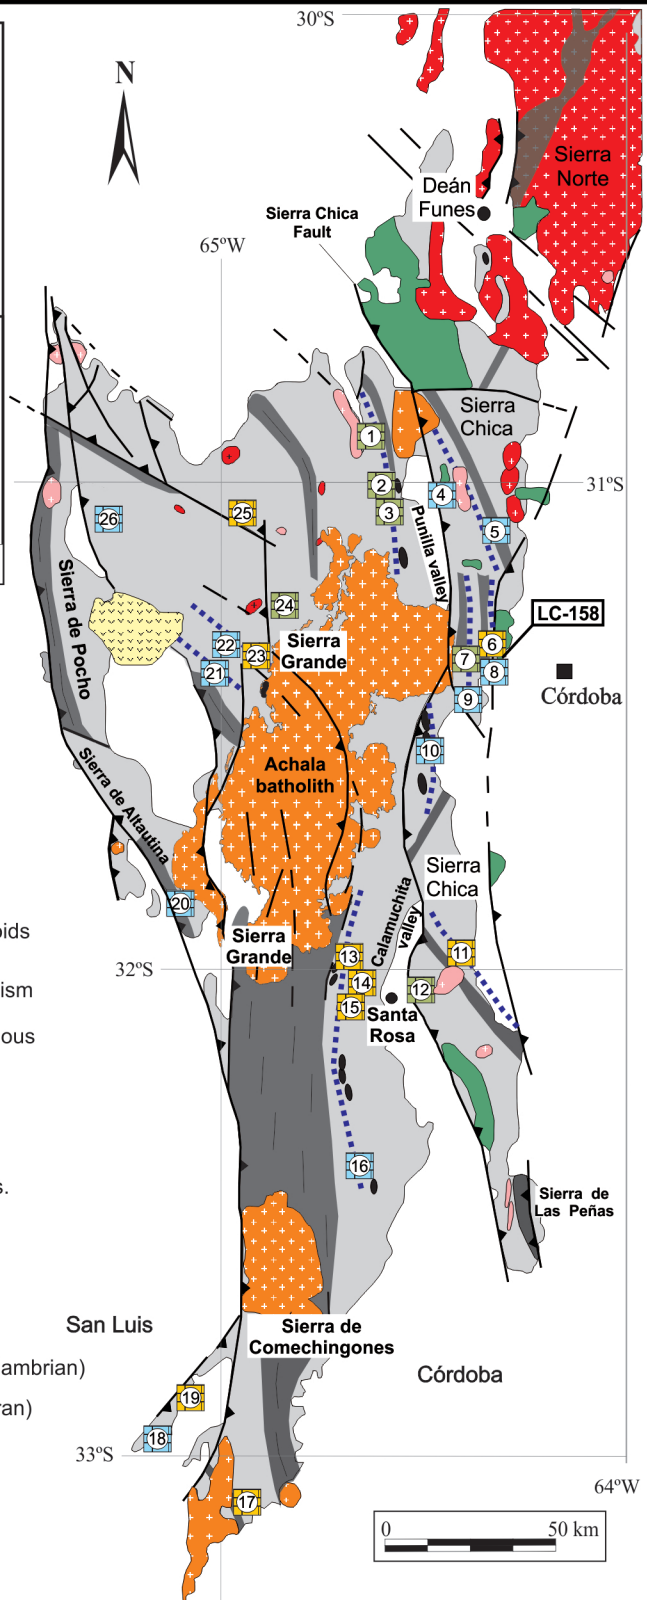 30ºS
N
Sierra
Norte
Deán
Funes
Sierra Chica
Fault
65ºW
Sierra
Chica
1
2
3
4
5
31ºS
26
25
Punilla valley
Sierra de Pocho
24
LC-158
22
23
Sierra
Grande
6
7
8
21
9
Córdoba
10
Achala
batholith
Sierra de Altautina
Sierra
Chica
20
Calamuchita
valley
Sierra
Grande
13
11
32ºS
14
12
15
Santa
Rosa
oids
ism
ous
16
s.
Sierra de
Las Peñas
San Luis
Sierra de
Comechingones
ambrian)
Córdoba
19
ran)
18
33ºS
64ºW
17
0 50 km